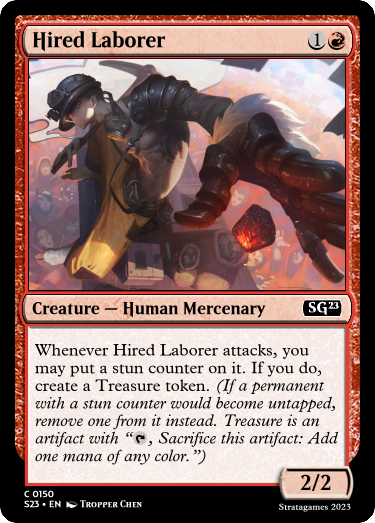 Hired Laborer 1
Creature — Human Mercenary SG23
Whenever Hired Laborer attacks, you
may put a stun counter on it. If you do,
create a Treasure token. (If a permanent
with a stun counter would become untapped,
remove one from it instead. Treasure is an
artifact with “, Sacrifice this artifact: Add
one mana of any color.”)
2/2
C 0150
S23 • EN Tropper Chen
Stratagames 2023